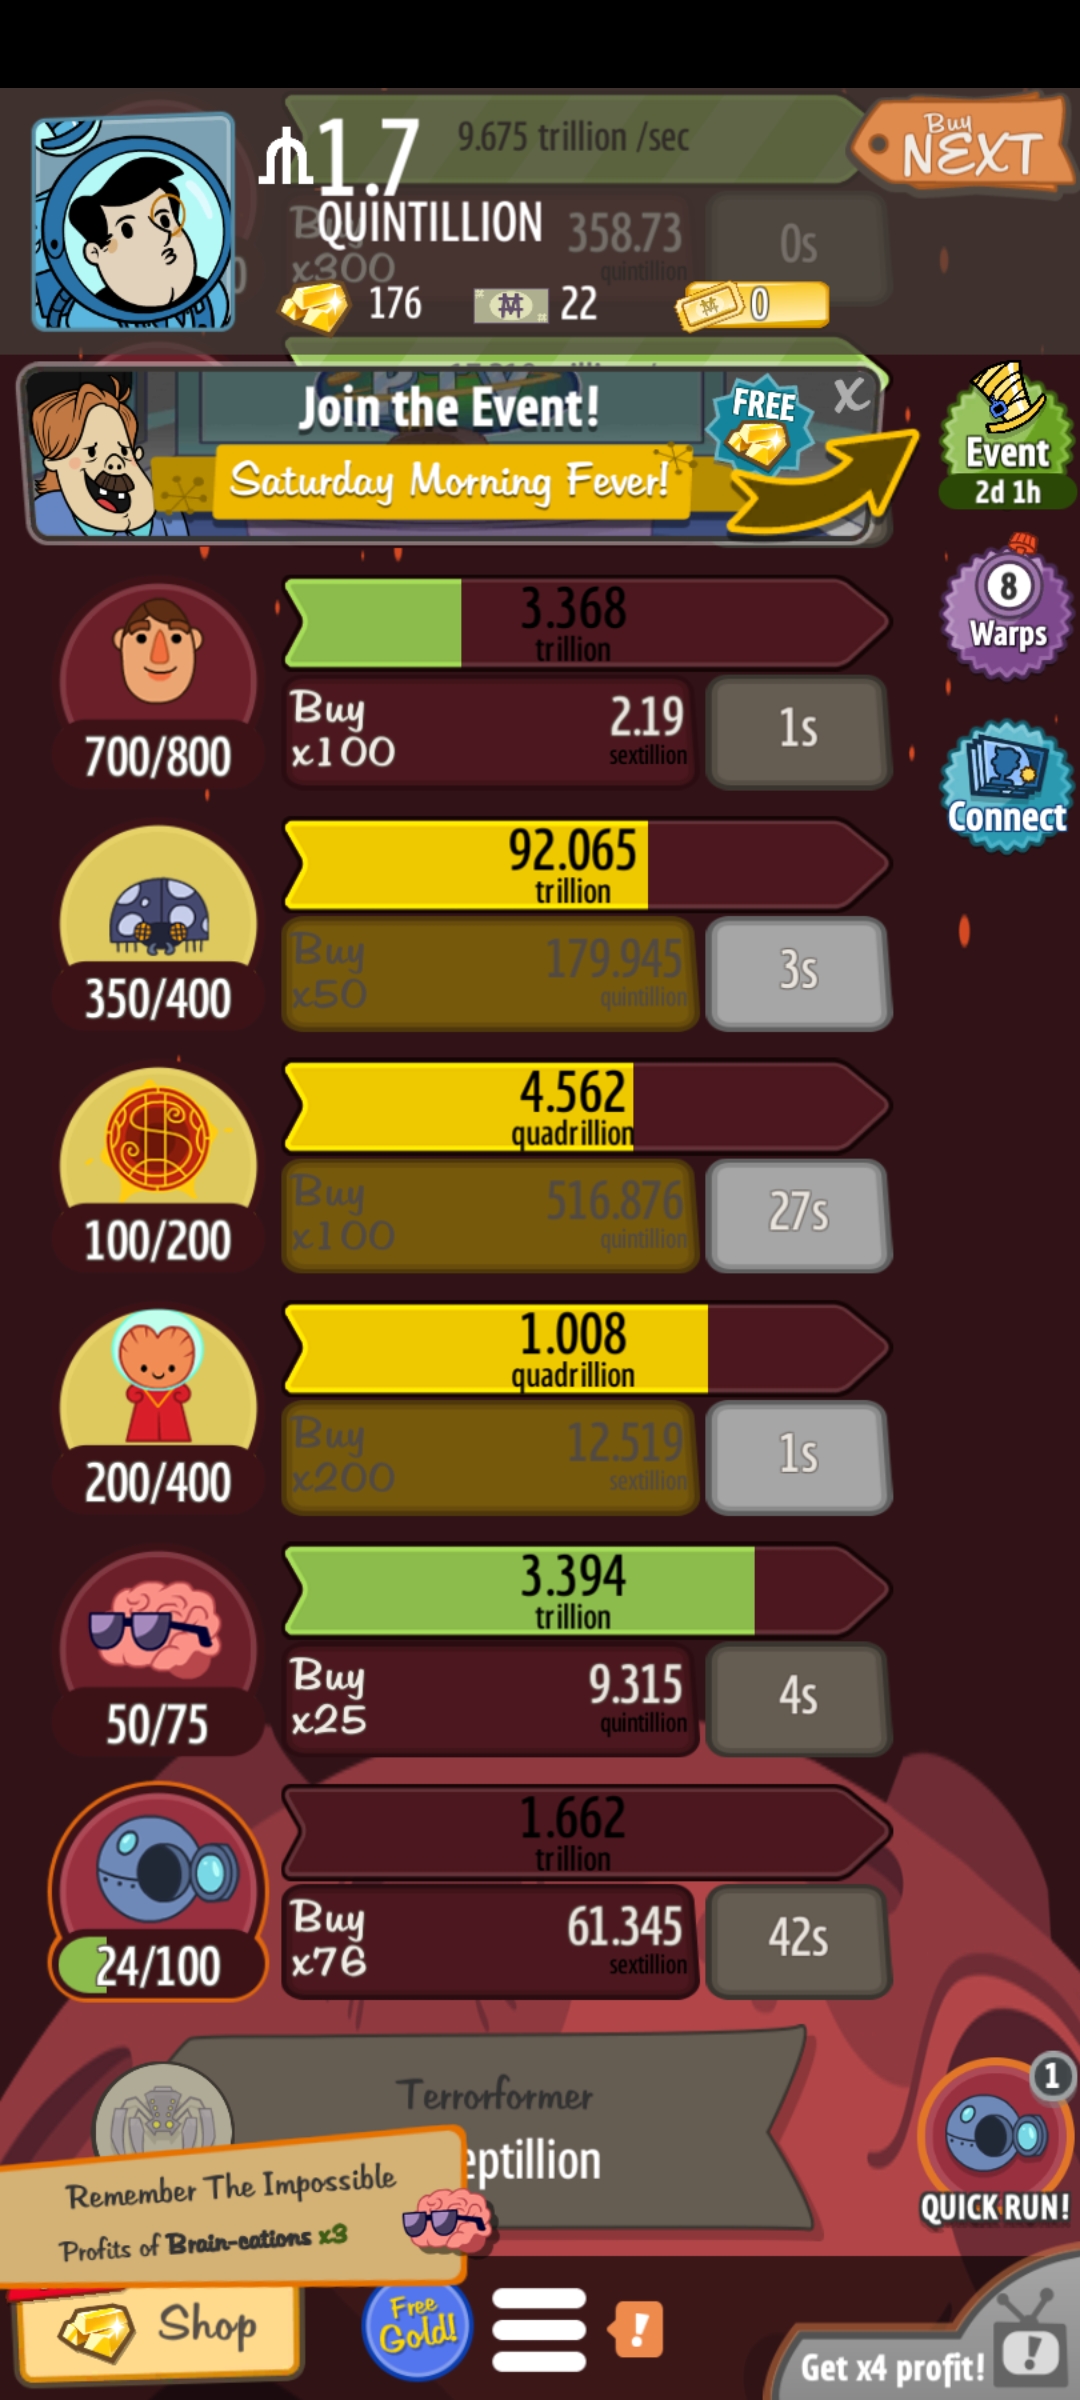 9.675 trillion /sec
Buy
NEXT
1.7
QUINTILLION
Buy
x300
358.73
quintillion
0s
176
22
0
Join the Event!
FREE
X
Saturday Morning Fever!
Event
2d 1h
8
Warps
Connect
3.368
trillion
700/800
Buy
x100
2.19
sextillion
1s
92.065
trillion
350/400
Buy
x50
179.945
quintillion
3s
4.562
quadrillion
100/200
Buy
x100
516.876
quintillion
27s
1.008
quadrillion
200/400
Buy
x200
12.519
sextillion
1s
3.394
trillion
50/75
Buy
x25
9.315
quintillion
4s
1.662
trillion
24/100
Buy
x76
61.345
sextillion
42s
Terrorformer
eptillion
Remember The Impossible
Profits of Brain-cations x3
1
QUICK RUN!
Shop
Free
Gold!
!
Get x4 profit!
!